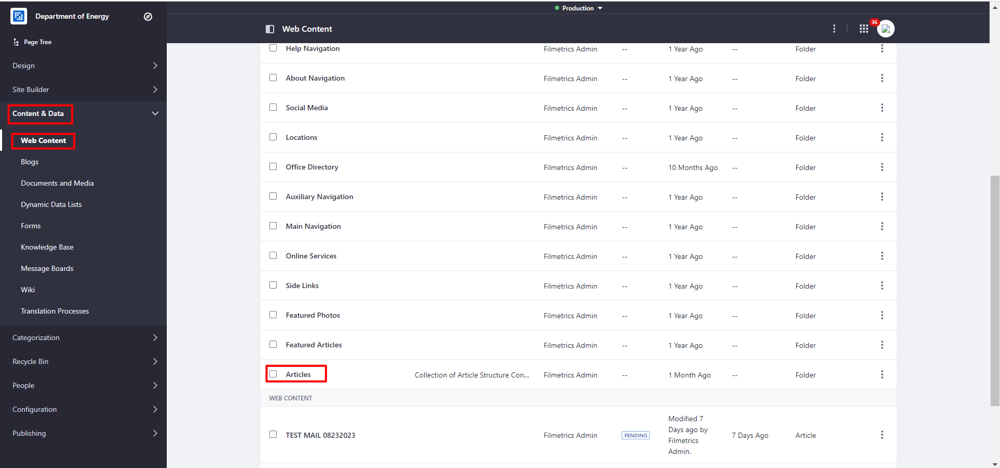 Department of Energy
Page Tree
Design
Site Builder
Content & Data
Web Content
Blogs
Documents and Media
Dynamic Data Lists
Forms
Knowledge Base
Message Boards
Wiki
Translation Processes
Categorization
Recycle Bin
People
Configuration
Publishing
Production
Web Content
36
Help Navigation Filmetrics Admin -- 1 Year Ago -- Folder
About Navigation Filmetrics Admin -- 1 Year Ago -- Folder
Social Media Filmetrics Admin -- 1 Year Ago -- Folder
Locations Filmetrics Admin -- 1 Year Ago -- Folder
Office Directory Filmetrics Admin -- 10 Months Ago -- Folder
Auxiliary Navigation Filmetrics Admin -- 1 Year Ago -- Folder
Main Navigation Filmetrics Admin -- 1 Year Ago -- Folder
Online Services Filmetrics Admin -- 1 Year Ago -- Folder
Side Links Filmetrics Admin -- 1 Year Ago -- Folder
Featured Photos Filmetrics Admin -- 1 Year Ago -- Folder
Featured Articles Filmetrics Admin -- 1 Year Ago -- Folder
Articles Collection of Article Structure Con... Filmetrics Admin -- 1 Month Ago -- Folder
WEB CONTENT
TEST MAIL 08232023 Filmetrics Admin PENDING
Modified 7
Days ago by
Filmetrics
Admin.
7 Days Ago Article